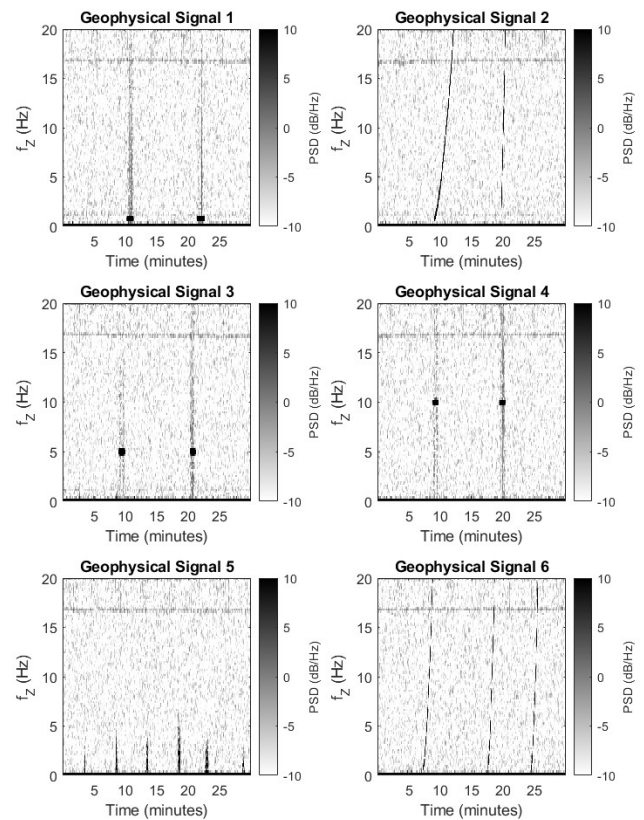 Geophysical Signal 1
20
15
10
5
0
f_Z (Hz)
5 10 15 20 25
Time (minutes)
10
5
0
-5
-10
PSD (dB/Hz)
Geophysical Signal 2
20
15
10
5
0
f_Z (Hz)
5 10 15 20 25
Time (minutes)
10
5
0
-5
-10
PSD (dB/Hz)
Geophysical Signal 3
20
15
10
5
0
f_Z (Hz)
5 10 15 20 25
Time (minutes)
10
5
0
-5
-10
PSD (dB/Hz)
Geophysical Signal 4
20
15
10
5
0
f_Z (Hz)
5 10 15 20 25
Time (minutes)
10
5
0
-5
-10
PSD (dB/Hz)
Geophysical Signal 5
20
15
10
5
0
f_Z (Hz)
5 10 15 20 25
Time (minutes)
10
5
0
-5
-10
PSD (dB/Hz)
Geophysical Signal 6
20
15
10
5
0
f_Z (Hz)
5 10 15 20 25
Time (minutes)
10
5
0
-5
-10
PSD (dB/Hz)